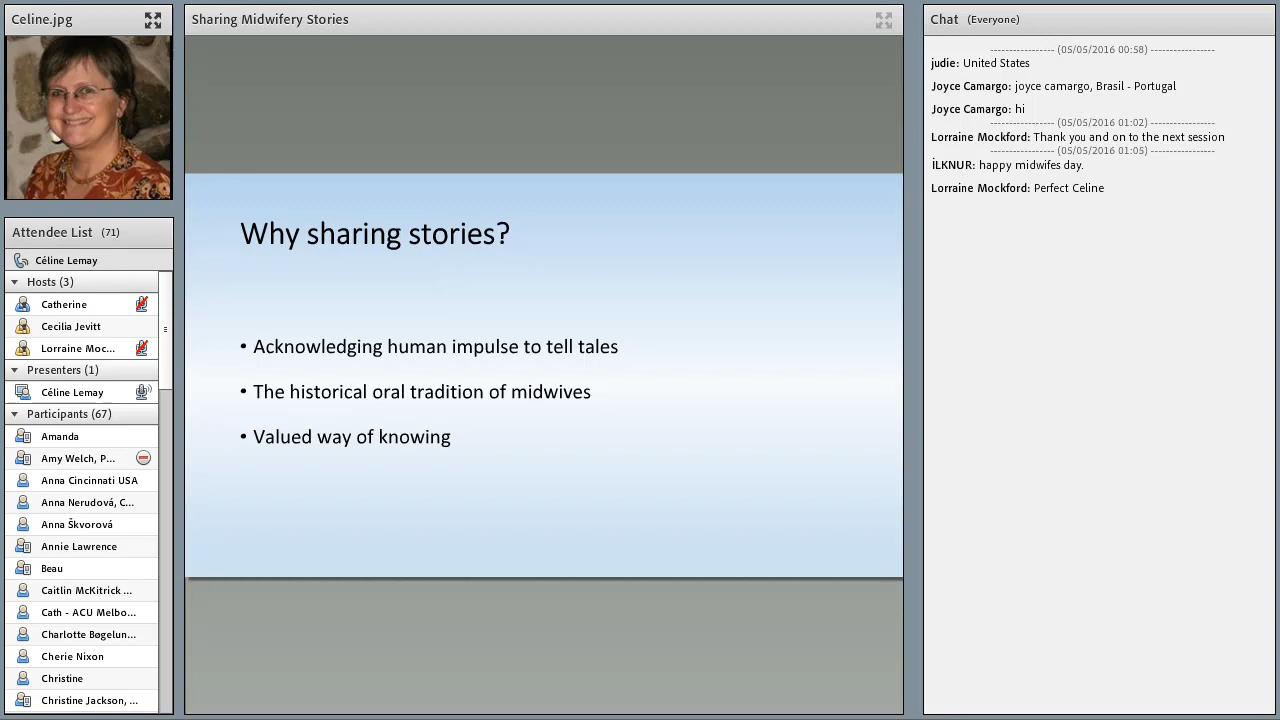 Celine.jpg
Attendee List (71)
Céline Lemay
Hosts (3)
Catherine
Cecilia Jevitt
Lorraine Moc...
Presenters (1)
Céline Lemay
Participants (67)
Amanda
Amy Welch, P...
Anna Cincinnati USA
Anna Nerudová, C...
Anna Škvorová
Annie Lawrence
Beau
Caitlin McKitrick ...
Cath - ACU Melbo...
Charlotte Bøgelun...
Cherie Nixon
Christine
Christine Jackson, ...
Sharing Midwifery Stories
Why sharing stories?
• Acknowledging human impulse to tell tales
• The historical oral tradition of midwives
• Valued way of knowing
Chat (Everyone)
----------------- (05/05/2016 00:58) -----------------
judie: United States
Joyce Camargo: joyce camargo, Brasil - Portugal
Joyce Camargo: hi
----------------- (05/05/2016 01:02) -----------------
Lorraine Mockford: Thank you and on to the next session
----------------- (05/05/2016 01:05) -----------------
İLKNUR: happy midwifes day.
Lorraine Mockford: Perfect Celine